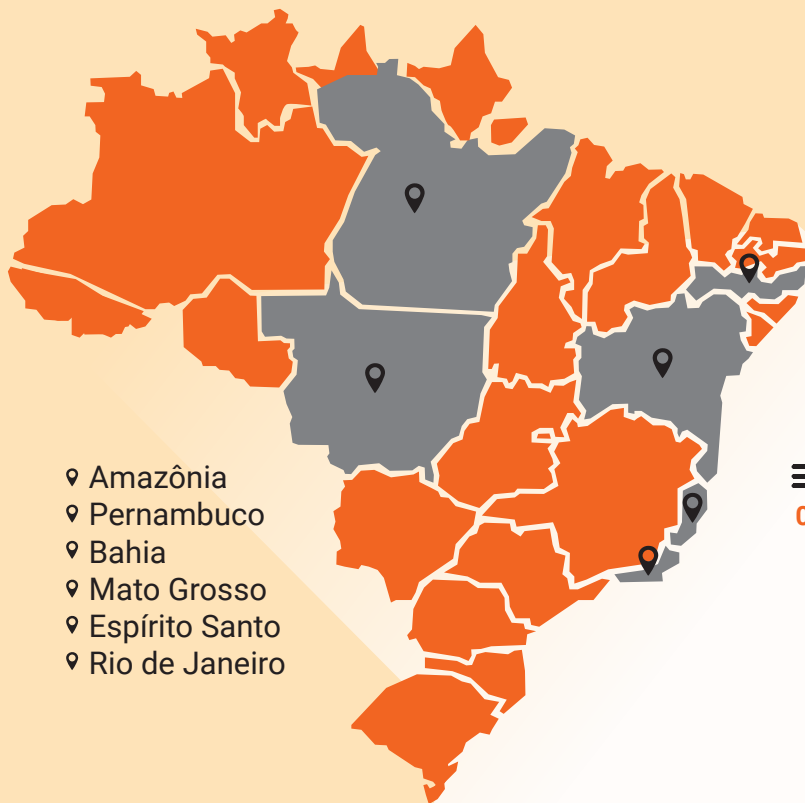 Amazônia
Pernambuco
Bahia
Mato Grosso
Espírito Santo
Rio de Janeiro